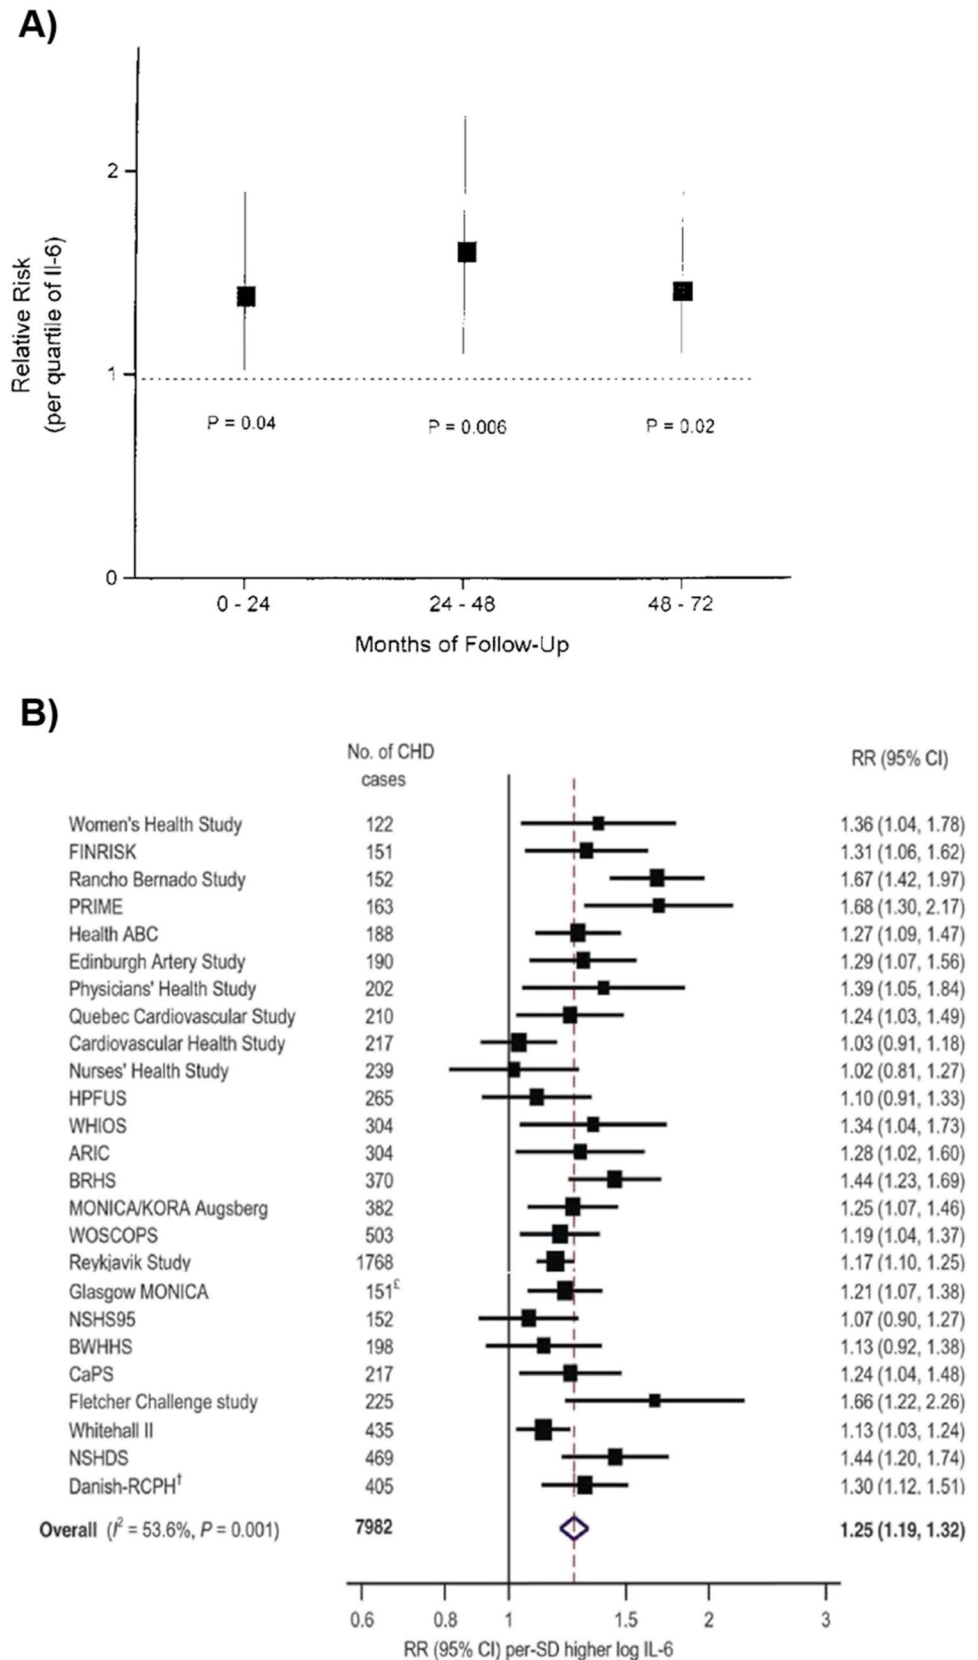 A)
Relative Risk
(per quartile of Il-6)
2
1
0
P = 0.04
P = 0.006
P = 0.02
0 - 24
24 - 48
48 - 72
Months of Follow-Up
B)
No. of CHD
cases
RR (95% CI)
Women's Health Study 122 1.36 (1.04, 1.78)
FINRISK 151 1.31 (1.06, 1.62)
Rancho Bernado Study 152 1.67 (1.42, 1.97)
PRIME 163 1.68 (1.30, 2.17)
Health ABC 188 1.27 (1.09, 1.47)
Edinburgh Artery Study 190 1.29 (1.07, 1.56)
Physicians' Health Study 202 1.39 (1.05, 1.84)
Quebec Cardiovascular Study 210 1.24 (1.03, 1.49)
Cardiovascular Health Study 217 1.03 (0.91, 1.18)
Nurses' Health Study 239 1.02 (0.81, 1.27)
HPFUS 265 1.10 (0.91, 1.33)
WHIOS 304 1.34 (1.04, 1.73)
ARIC 304 1.28 (1.02, 1.60)
BRHS 370 1.44 (1.23, 1.69)
MONICA/KORA Augsberg 382 1.25 (1.07, 1.46)
WOSCOPS 503 1.19 (1.04, 1.37)
Reykjavik Study 1768 1.17 (1.10, 1.25)
Glasgow MONICA 151£ 1.21 (1.07, 1.38)
NSHS95 152 1.07 (0.90, 1.27)
BWHHS 198 1.13 (0.92, 1.38)
CaPS 217 1.24 (1.04, 1.48)
Fletcher Challenge study 225 1.66 (1.22, 2.26)
Whitehall II 435 1.13 (1.03, 1.24)
NSHDS 469 1.44 (1.20, 1.74)
Danish-RCPH† 405 1.30 (1.12, 1.51)
Overall (I² = 53.6%, P = 0.001) 7982 1.25 (1.19, 1.32)
0.6 0.8 1 1.5 2 3
RR (95% CI) per-SD higher log IL-6